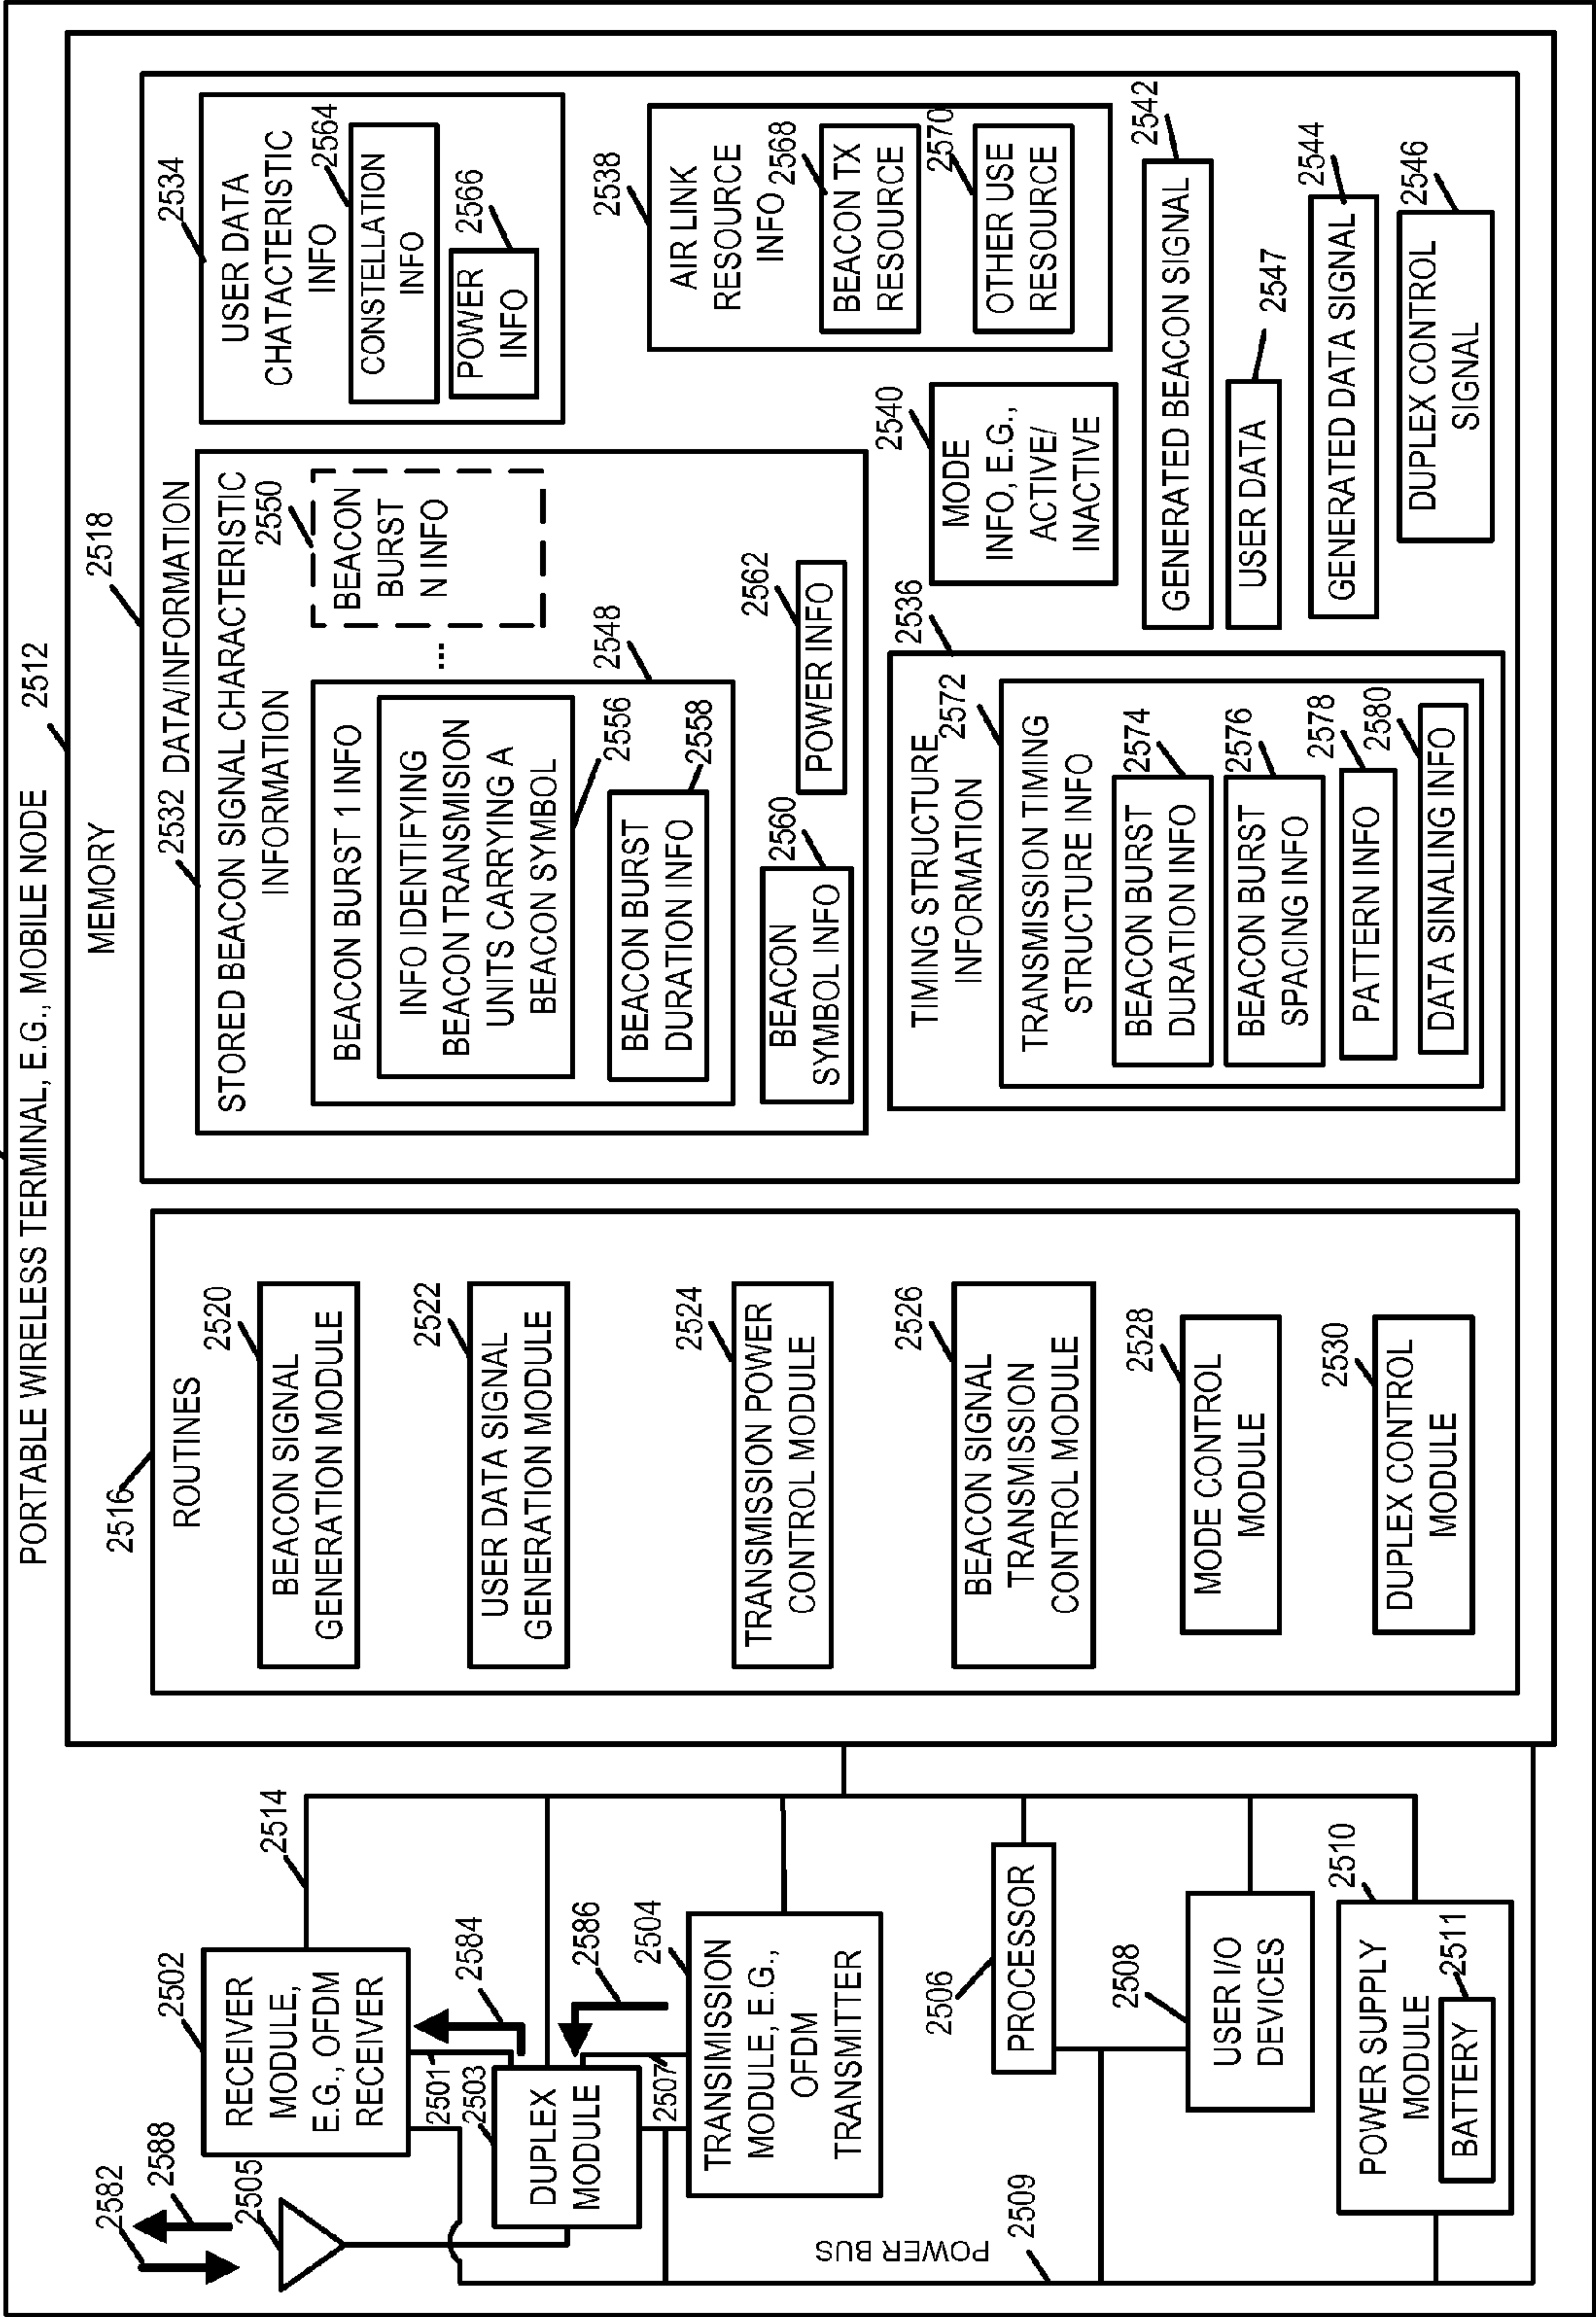 PORTABLE WIRELESS TERMINAL, E.G., MOBILE NODE
2512
2582
2588
2505
2502
RECEIVER
MODULE,
E.G., OFDM
RECEIVER
2514
2501
2584
2503
DUPLEX
MODULE
2586
2507
2504
TRANSIMISSION
MODULE, E.G.,
OFDM
TRANSMITTER
POWER BUS
2509
2506
PROCESSOR
2508
USER I/O
DEVICES
2510
POWER SUPPLY
MODULE
2511
BATTERY
MEMORY
2516
ROUTINES
2520
BEACON SIGNAL
GENERATION MODULE
2522
USER DATA SIGNAL
GENERATION MODULE
2524
TRANSMISSION POWER
CONTROL MODULE
2526
BEACON SIGNAL
TRANSMISSION
CONTROL MODULE
2528
MODE CONTROL
MODULE
2530
DUPLEX CONTROL
MODULE
2518
DATA/INFORMATION
2532
STORED BEACON SIGNAL CHARACTERISTIC
INFORMATION
BEACON BURST 1 INFO
2548
INFO IDENTIFYING
BEACON TRANSMISION
UNITS CARRYING A
BEACON SYMBOL
2556
BEACON BURST
DURATION INFO
2558
...
2550
BEACON
BURST
N INFO
2560
BEACON
SYMBOL INFO
2562
POWER INFO
2534
USER DATA
CHATACTERISTIC
INFO
2564
CONSTELLATION
INFO
2566
POWER
INFO
2536
TIMING STRUCTURE
INFORMATION
2572
TRANSMISSION TIMING
STRUCTURE INFO
2574
BEACON BURST
DURATION INFO
2576
BEACON BURST
SPACING INFO
2578
PATTERN INFO
2580
DATA SINALING INFO
2540
MODE
INFO, E.G.,
ACTIVE/
INACTIVE
2538
AIR LINK
RESOURCE
INFO
2568
BEACON TX
RESOURCE
2570
OTHER USE
RESOURCE
2542
GENERATED BEACON SIGNAL
2547
USER DATA
2544
GENERATED DATA SIGNAL
2546
DUPLEX CONTROL
SIGNAL